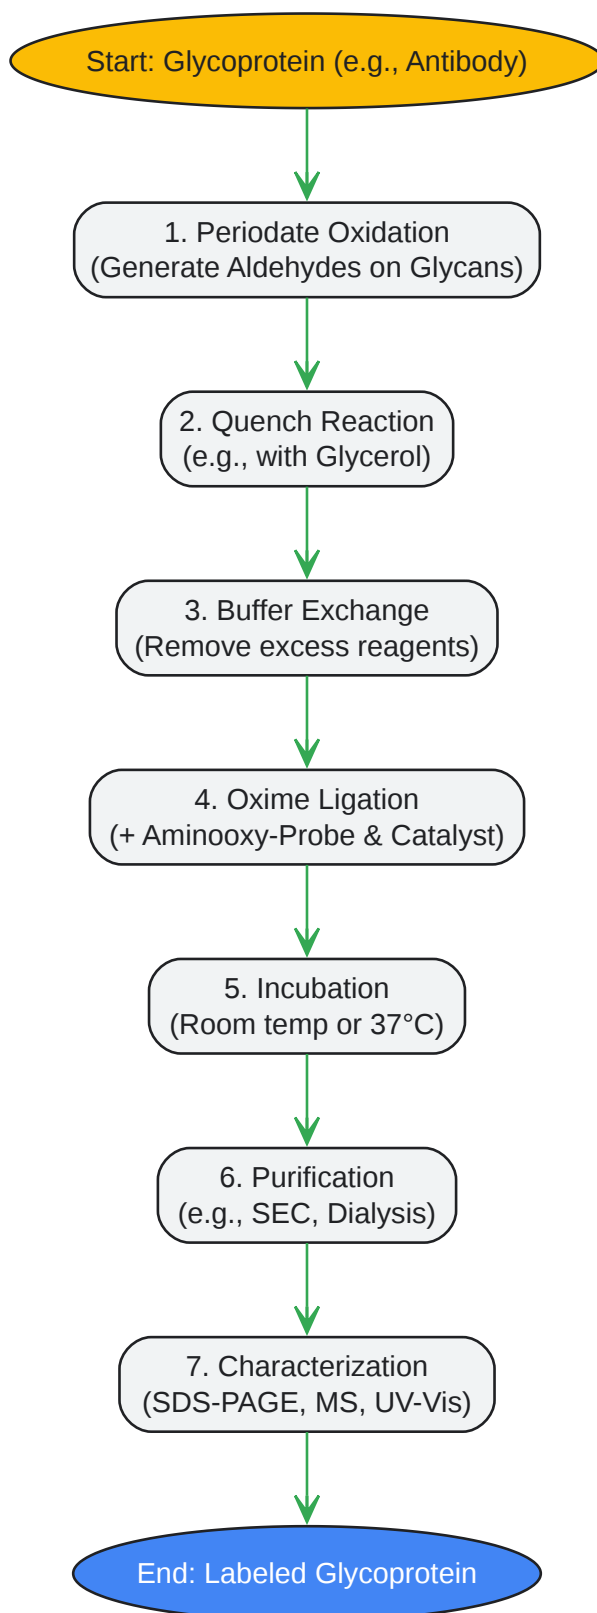 Start: Glycoprotein (e.g., Antibody)
1. Periodate Oxidation
(Generate Aldehydes on Glycans)
2. Quench Reaction
(e.g., with Glycerol)
3. Buffer Exchange
(Remove excess reagents)
4. Oxime Ligation
(+ Aminooxy-Probe & Catalyst)
5. Incubation
(Room temp or 37°C)
6. Purification
(e.g., SEC, Dialysis)
7. Characterization
(SDS-PAGE, MS, UV-Vis)
End: Labeled Glycoprotein